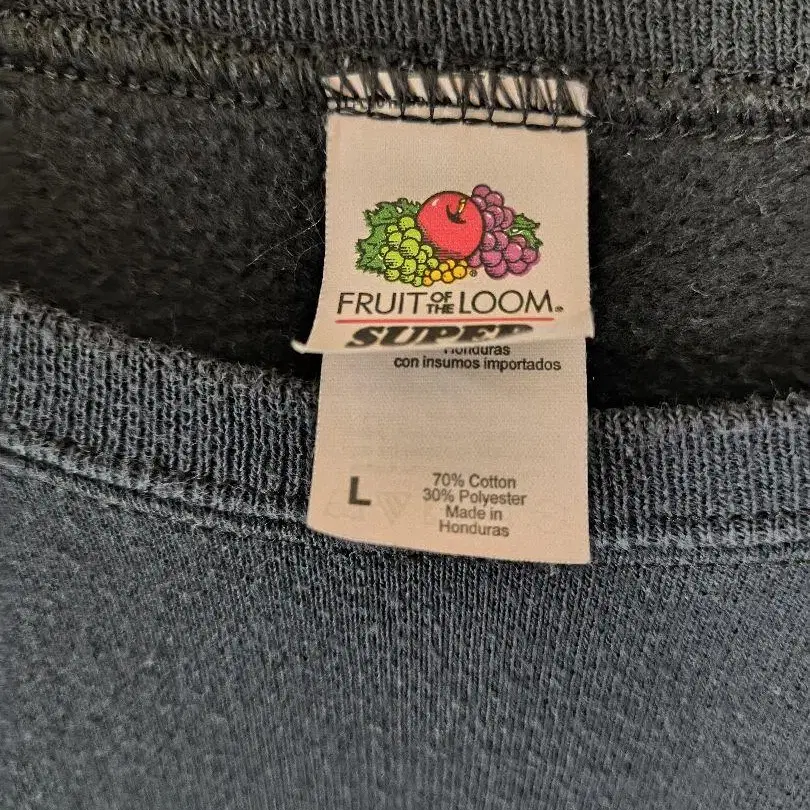 FRUIT OF THE LOOM®
SUPER
Honduras
con insumos importados
L
70% Cotton
30% Polyester
Made in
Honduras